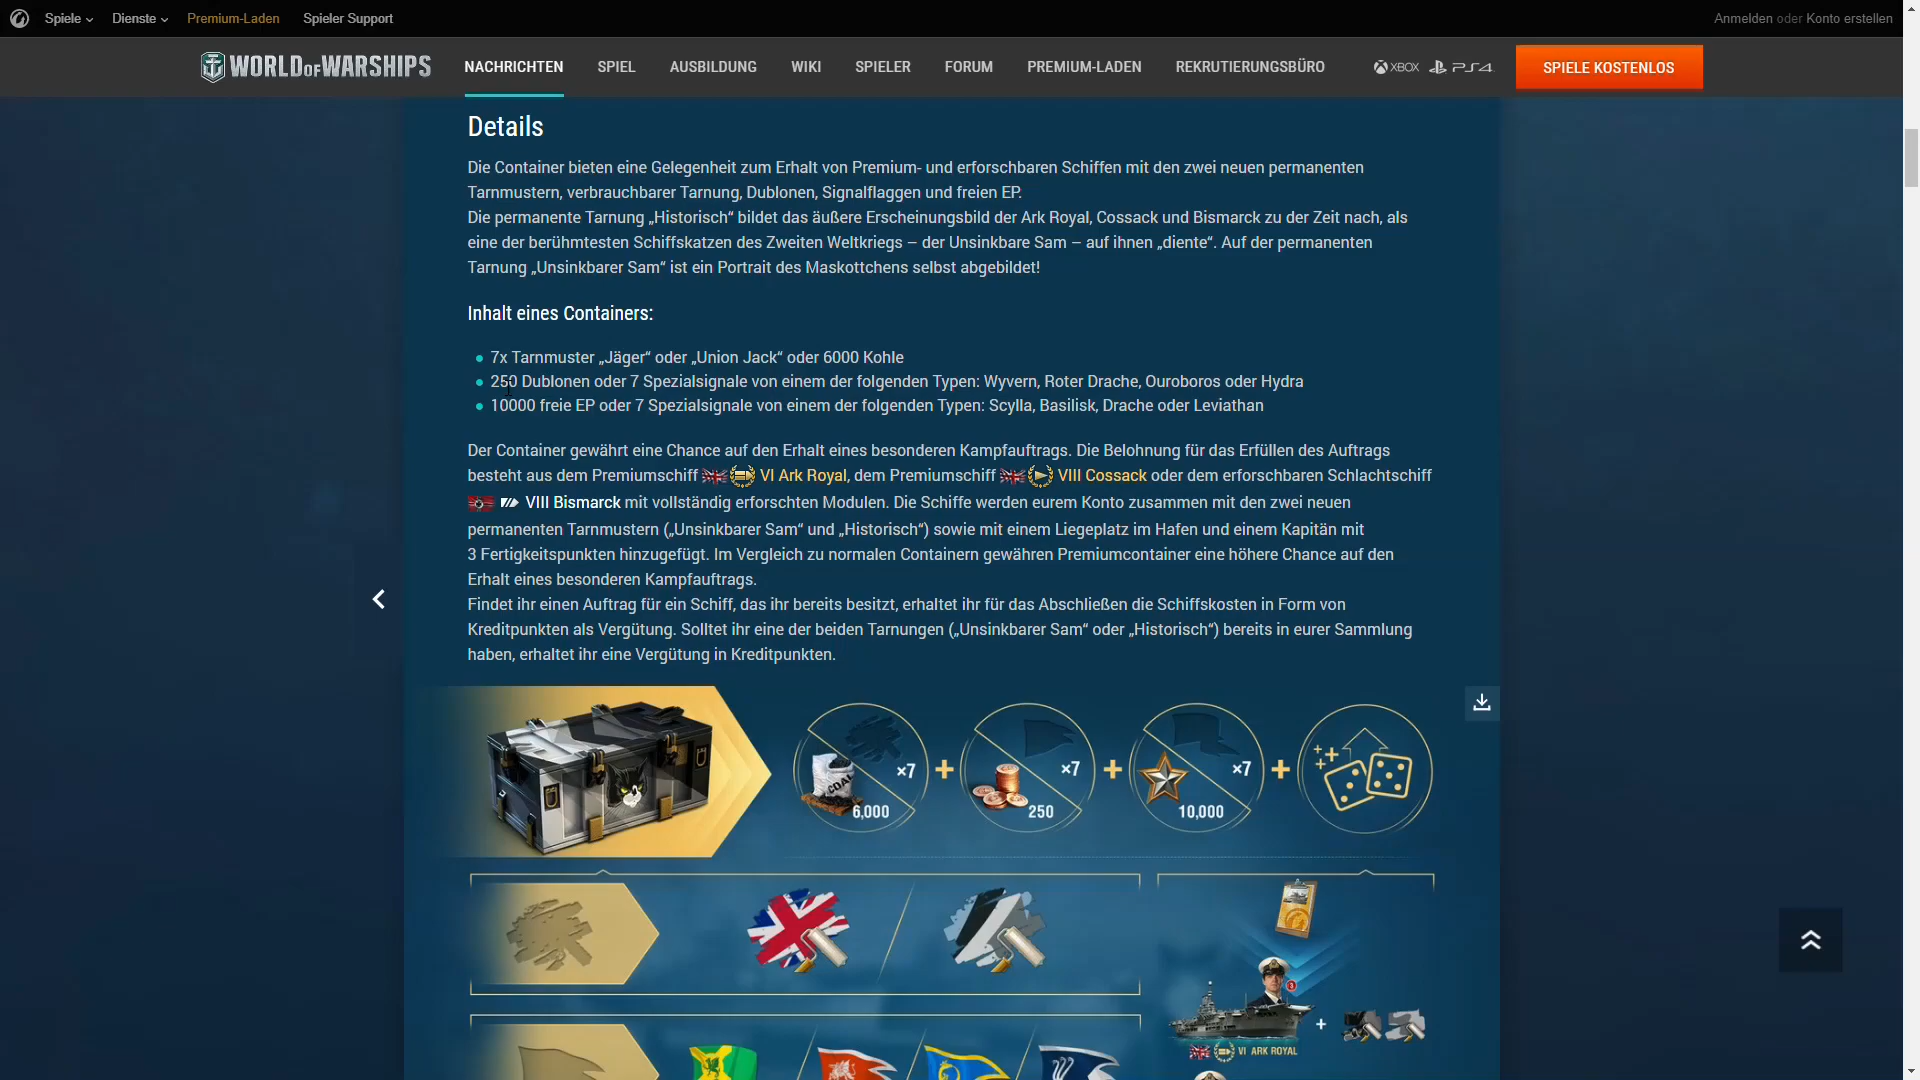 Spiele
Dienste
Premium-Laden
Spieler Support
Anmelden oder Konto erstellen
WORLD OF WARSHIPS
NACHRICHTEN
SPIEL
AUSBILDUNG
WIKI
SPIELER
FORUM
PREMIUM-LADEN
REKRUTIERUNGSBÜRO
XBOX
PS4
SPIELE KOSTENLOS
Details
Die Container bieten eine Gelegenheit zum Erhalt von Premium- und erforschbaren Schiffen mit den zwei neuen permanenten
Tarnmustern, verbrauchbarer Tarnung, Dublonen, Signalflaggen und freien EP.
Die permanente Tarnung „Historisch“ bildet das äußere Erscheinungsbild der Ark Royal, Cossack und Bismarck zu der Zeit nach, als
eine der berühmtesten Schiffskatzen des Zweiten Weltkriegs – der Unsinkbare Sam – auf ihnen „diente“. Auf der permanenten
Tarnung „Unsinkbarer Sam“ ist ein Portrait des Maskottchens selbst abgebildet!
Inhalt eines Containers:
7x Tarnmuster „Jäger“ oder „Union Jack“ oder 6000 Kohle
250 Dublonen oder 7 Spezialsignale von einem der folgenden Typen: Wyvern, Roter Drache, Ouroboros oder Hydra
10000 freie EP oder 7 Spezialsignale von einem der folgenden Typen: Scylla, Basilisk, Drache oder Leviathan
Der Container gewährt eine Chance auf den Erhalt eines besonderen Kampfauftrags. Die Belohnung für das Erfüllen des Auftrags
besteht aus dem Premiumschiff VI Ark Royal, dem Premiumschiff VIII Cossack oder dem erforschbaren Schlachtschiff
VIII Bismarck mit vollständig erforschten Modulen. Die Schiffe werden eurem Konto zusammen mit den zwei neuen
permanenten Tarnmustern („Unsinkbarer Sam“ und „Historisch“) sowie mit einem Liegeplatz im Hafen und einem Kapitän mit
3 Fertigkeitspunkten hinzugefügt. Im Vergleich zu normalen Containern gewähren Premiumcontainer eine höhere Chance auf den
Erhalt eines besonderen Kampfauftrags.
Findet ihr einen Auftrag für ein Schiff, das ihr bereits besitzt, erhaltet ihr für das Abschließen die Schiffskosten in Form von
Kreditpunkten als Vergütung. Solltet ihr eine der beiden Tarnungen („Unsinkbarer Sam“ oder „Historisch“) bereits in eurer Sammlung
haben, erhaltet ihr eine Vergütung in Kreditpunkten.
COAL
×7
6,000
+
×7
250
+
×7
10,000
+
3
+
VI ARK ROYAL